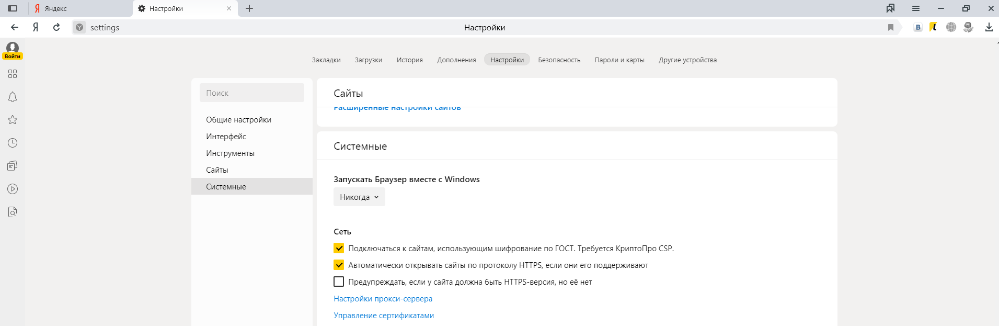 Я Яндекс
Настройки
Я
settings
Настройки
В
Войти
Закладки Загрузки История Дополнения Настройки Безопасность Пароли и карты Другие устройства
Поиск
Общие настройки
Интерфейс
Инструменты
Сайты
Системные
Сайты
Расширенные настройки сайтов
Системные
Запускать Браузер вместе с Windows
Никогда
Сеть
Подключаться к сайтам, использующим шифрование по ГОСТ. Требуется КриптоПро CSP.
Автоматически открывать сайты по протоколу HTTPS, если они его поддерживают
Предупреждать, если у сайта должна быть HTTPS-версия, но её нет
Настройки прокси-сервера
Управление сертификатами